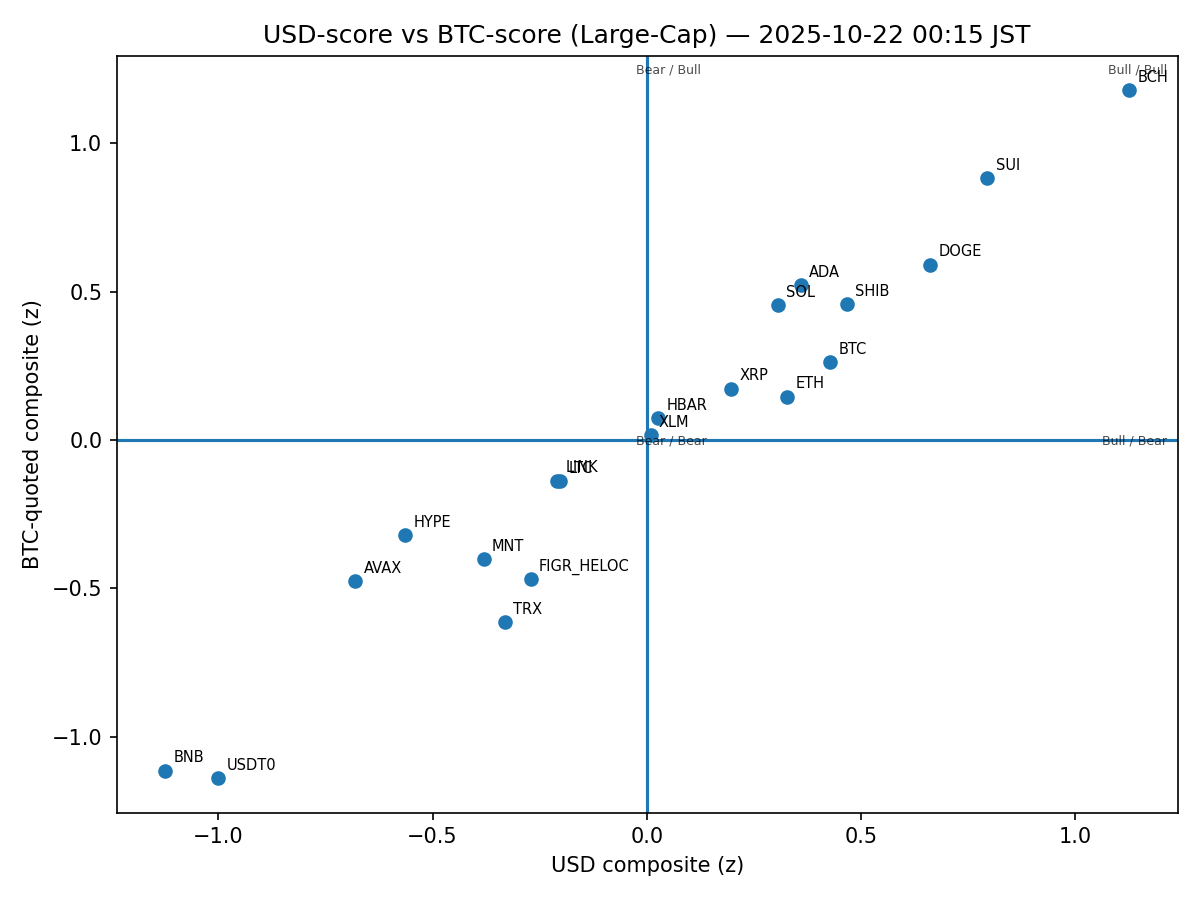 USD-score vs BTC-score (Large-Cap) — 2025-10-22 00:15 JST
Bear / Bull
Bull / Bull
BCH
1.0
SUI
DOGE
ADA
0.5
SOL
SHIB
BTC
XRP
ETH
HBAR
XLM
0.0
Bear / Bear
Bull / Bear
LINK
LTC
HYPE
MNT
FIGR_HELOC
AVAX
−0.5
TRX
−1.0
BNB
USDT0
−1.0
−0.5
0.0
0.5
1.0
USD composite (z)
BTC-quoted composite (z)